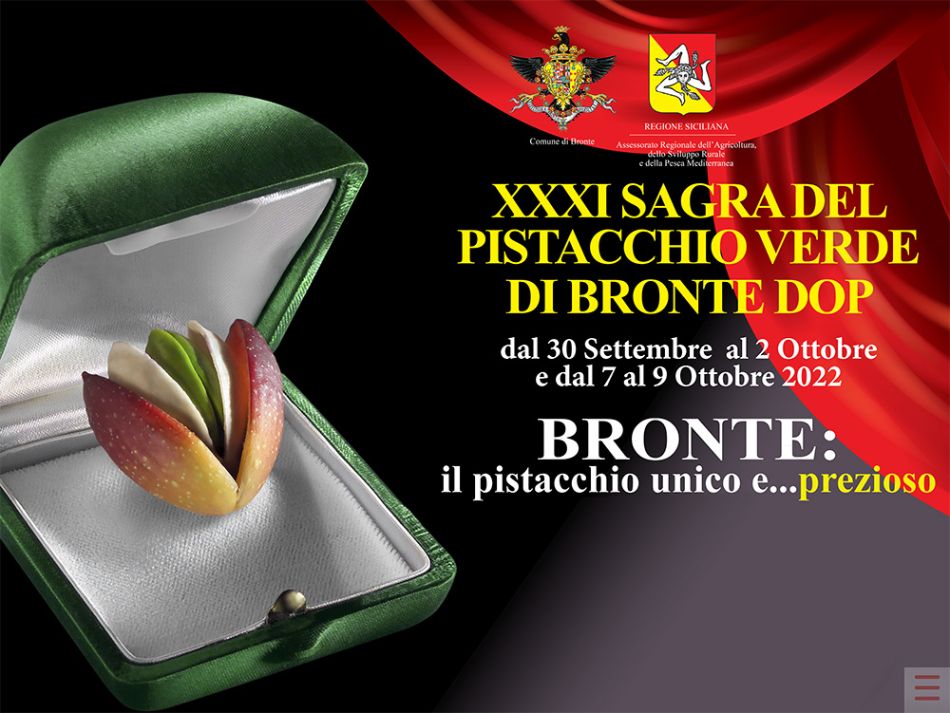 Comune di Bronte
REGIONE SICILIANA
Assessorato Regionale dell'Agricoltura,
dello Sviluppo Rurale
e della Pesca Mediterranea
XXXI SAGRA DEL
PISTACCHIO VERDE
DI BRONTE DOP
dal 30 Settembre al 2 Ottobre
e dal 7 al 9 Ottobre 2022
BRONTE:
il pistacchio unico e...prezioso